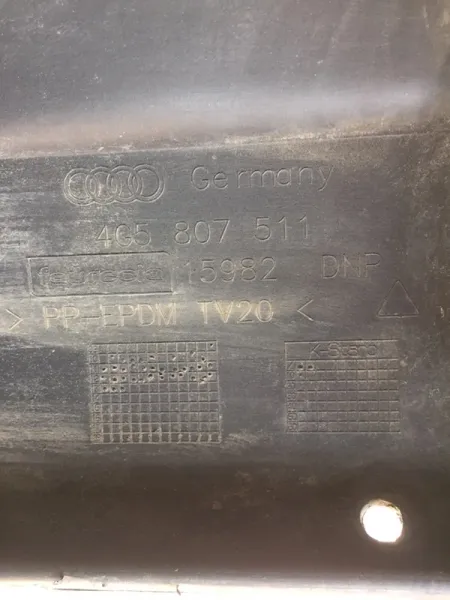 Germany
4G5 807 511
faurecia 15982 DNP
> PP-EPDM TV20 <